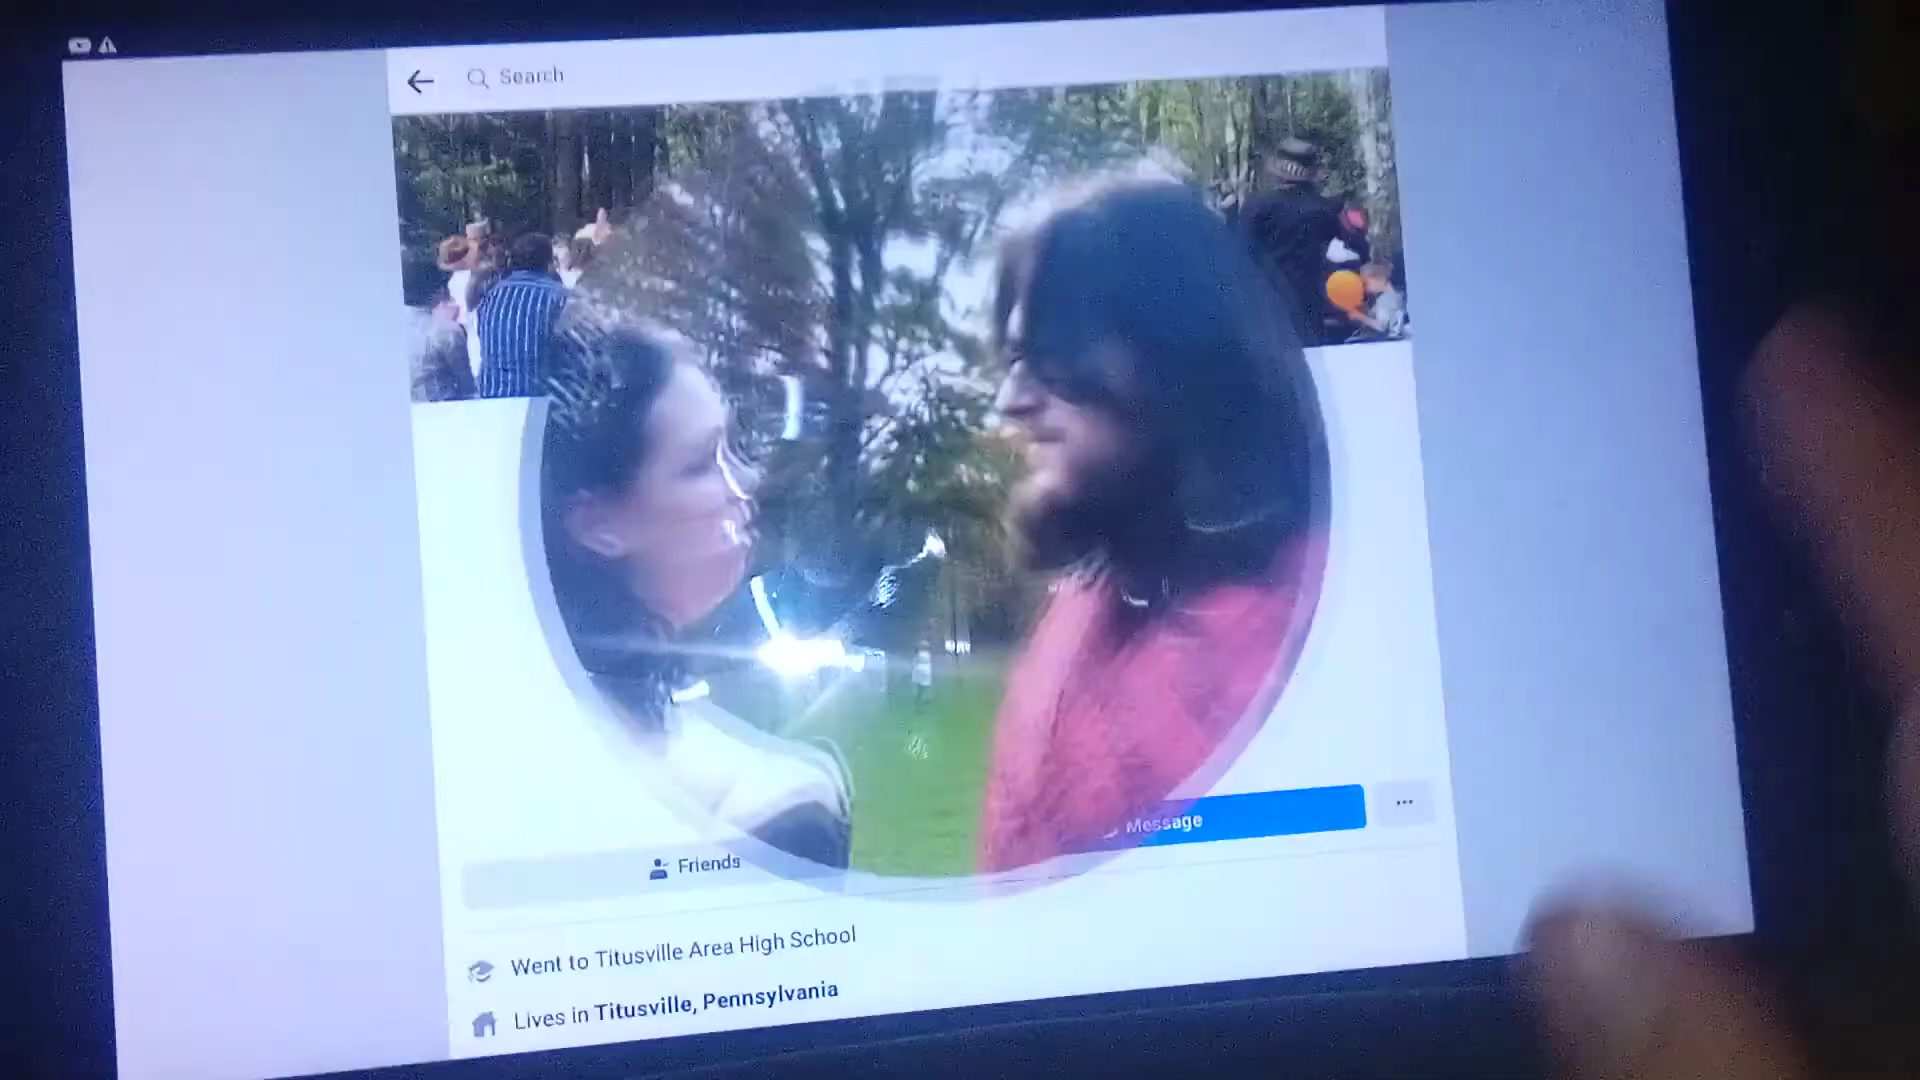 Search
Message
Friends
Went to Titusville Area High School
Lives in Titusville, Pennsylvania